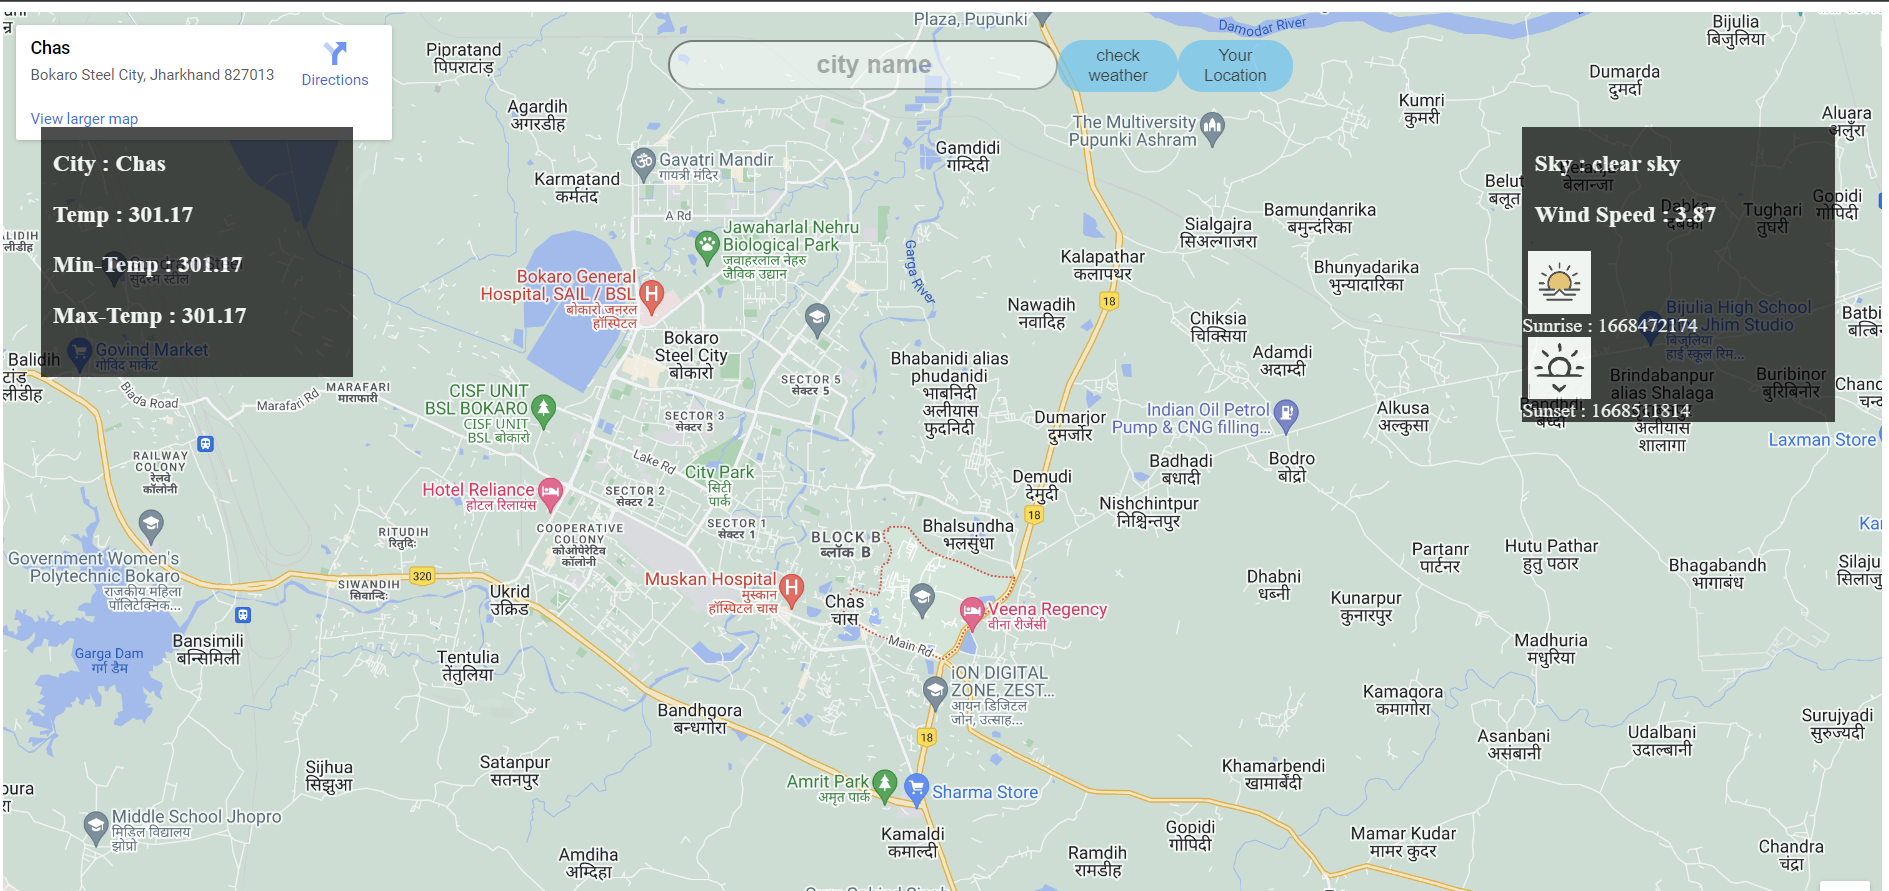 Plaza, Pupunki
Damodar River
Bijulia
बिजुलिया
Chas
Bokaro Steel City, Jharkhand 827013
Directions
View larger map
Pipratand
पिपराटांड़
city name
check
weather
Your
Location
Dumarda
दुमर्दा
Kumri
कुमरी
Aluara
अलुँरा
Agardih
अगरडीह
The Multiversity
Pupunki Ashram
Gamdidi
गम्दिदी
Gayatri Mandir
गायत्री मंदिर
Karmatand
कर्मतंद
City : Chas
Temp : 301.17
Min-Temp : 301.17
Max-Temp : 301.17
Sky : clear sky
Wind Speed : 3.87
Sunrise : 1668472174
Sunset : 1668511814
बेलान्जा
Belut
बलूत
Gopidi
गोपिदी
Tughari
तुघरी
Dabka
दबका
A Rd
Jawaharlal Nehru
Biological Park
जवाहरलाल नेहरु
जैविक उद्यान
Garga River
Sialgajra
सिअल्गाजरा
Bamundanrika
बमुन्दरिका
Kalapathar
कलापथर
Bhunyadarika
भुन्यादारिका
Bokaro General
Hospital, SAIL / BSL
बोकारो जनरल
हॉस्पिटल
18
Nawadih
नवादिह
Chiksia
चिक्सिया
Bijulia High School
Jhim Studio
बिजुलिया
हाई स्कूल रिम...
सुदरम स्टील
Govind Market
गोविंद मार्केट
Balidih
Bokaro
Steel City
बोकारो
Adamdi
अदाम्दी
Bhabanidi alias
phudanidi
भाबनिदी
अलीयास
फुदनिदी
SECTOR 5
सेक्टर 5
Brindabanpur
alias Shalaga
अलीयास
शालागा
Buribinor
बुरिबिनोर
MARAFARI
माराफारी
Biada Road
Marafari Rd
CISF UNIT
BSL BOKARO
CISF UNIT
BSL बोकारो
SECTOR 3
सेक्टर 3
Dumarjor
दुमर्जोर
Indian Oil Petrol
Pump & CNG filling...
Alkusa
अल्कुसा
Laxman Store
RAILWAY
COLONY
रेलवे
कॉलोनी
Lake Rd
City Park
सिटी
पार्क
Badhadi
बधादी
Bodro
बोद्रो
Demudi
देमुदी
Hotel Reliance
होटल रिलायंस
SECTOR 2
सेक्टर 2
Nishchintpur
निश्चिन्तपुर
18
SECTOR 1
सेक्टर 1
COOPERATIVE
COLONY
कोओपेरेटिव
कॉलोनी
BLOCK B
ब्लॉक B
Bhalsundha
भलसुंधा
RITUDIH
रितुदिः
Government Women's
Polytechnic Bokaro
राजकीय महिला
पॉलिटेक्निक...
320
SIWANDIH
सिवान्दिः
Ukrid
उक्रिड
Muskan Hospital
मुस्कान
हॉस्पिटल चास
Chas
चास
Veena Regency
वीना रीजेंसी
Dhabni
धब्नी
Partanr
पार्टनर
Hutu Pathar
हुतु पठार
Bhagabandh
भागाबंध
Kunarpur
कुनारपुर
Main Rd
Bansimili
बन्सिमिली
Garga Dam
गर्गा डैम
Tentulia
तेंतुलिया
Madhuria
मधुरिया
iON DIGITAL
ZONE, ZEST...
आयन डिजिटल
जोन, उत्साह...
Bandhgora
बन्धगोरा
Kamaqora
कमागोरा
Surujyadi
सुरुज्यदी
18
Asanbani
असंबानी
Udalbani
उदाल्बानी
Sijhua
सिझुआ
Satanpur
सतनपुर
Khamarbendi
खामार्बेंदी
Amrit Park
अमृत पार्क
Sharma Store
Middle School Jhopro
मिडिल विद्यालय
झोप्रो
Kamaldi
कमाल्दी
Gopidi
गोपिदी
Mamar Kudar
मामर कुदर
Amdiha
अम्दिहा
Ramdih
रामडीह
Chandra
चंद्रा